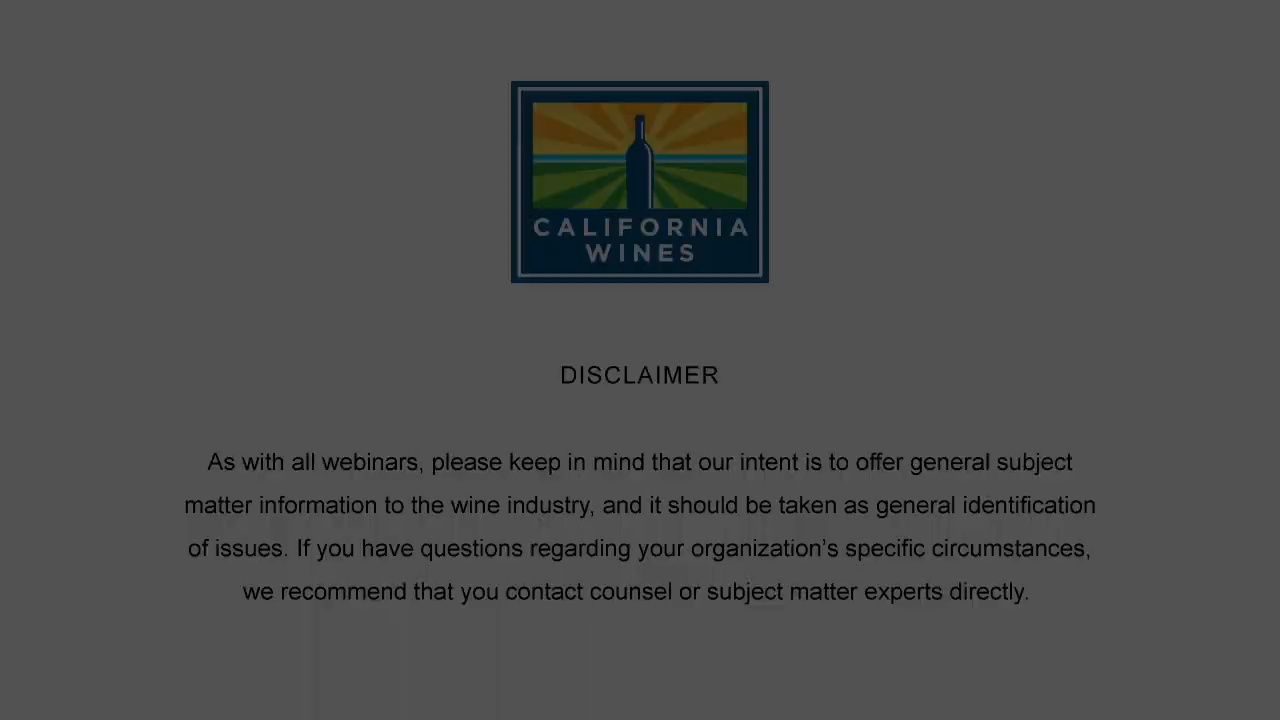 CALIFORNIA
WINES
DISCLAIMER
As with all webinars, please keep in mind that our intent is to offer general subject
matter information to the wine industry, and it should be taken as general identification
of issues. If you have questions regarding your organization’s specific circumstances,
we recommend that you contact counsel or subject matter experts directly.